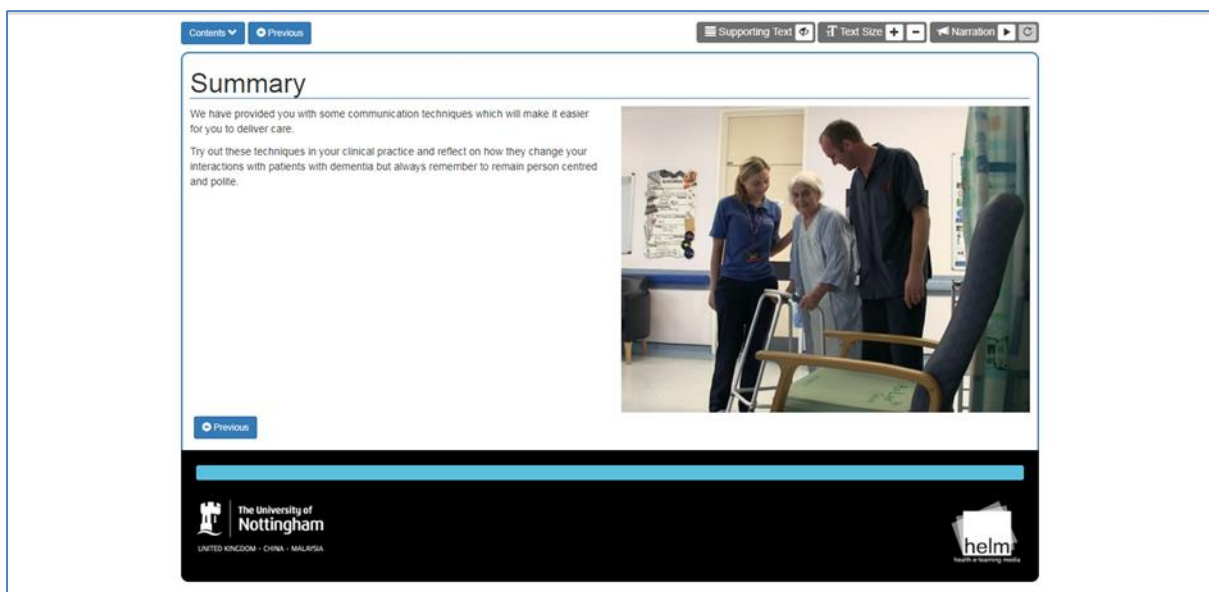 Contents
Previous
Supporting Text
Text Size
Narration
Summary
We have provided you with some communication techniques which will make it easier
for you to deliver care.
Try out these techniques in your clinical practice and reflect on how they change your
interactions with patients with dementia but always remember to remain person centred
and polite.
Previous
The University of
Nottingham
UNITED KINGDOM - CHINA - MALAYSIA
helm
health e-learning media